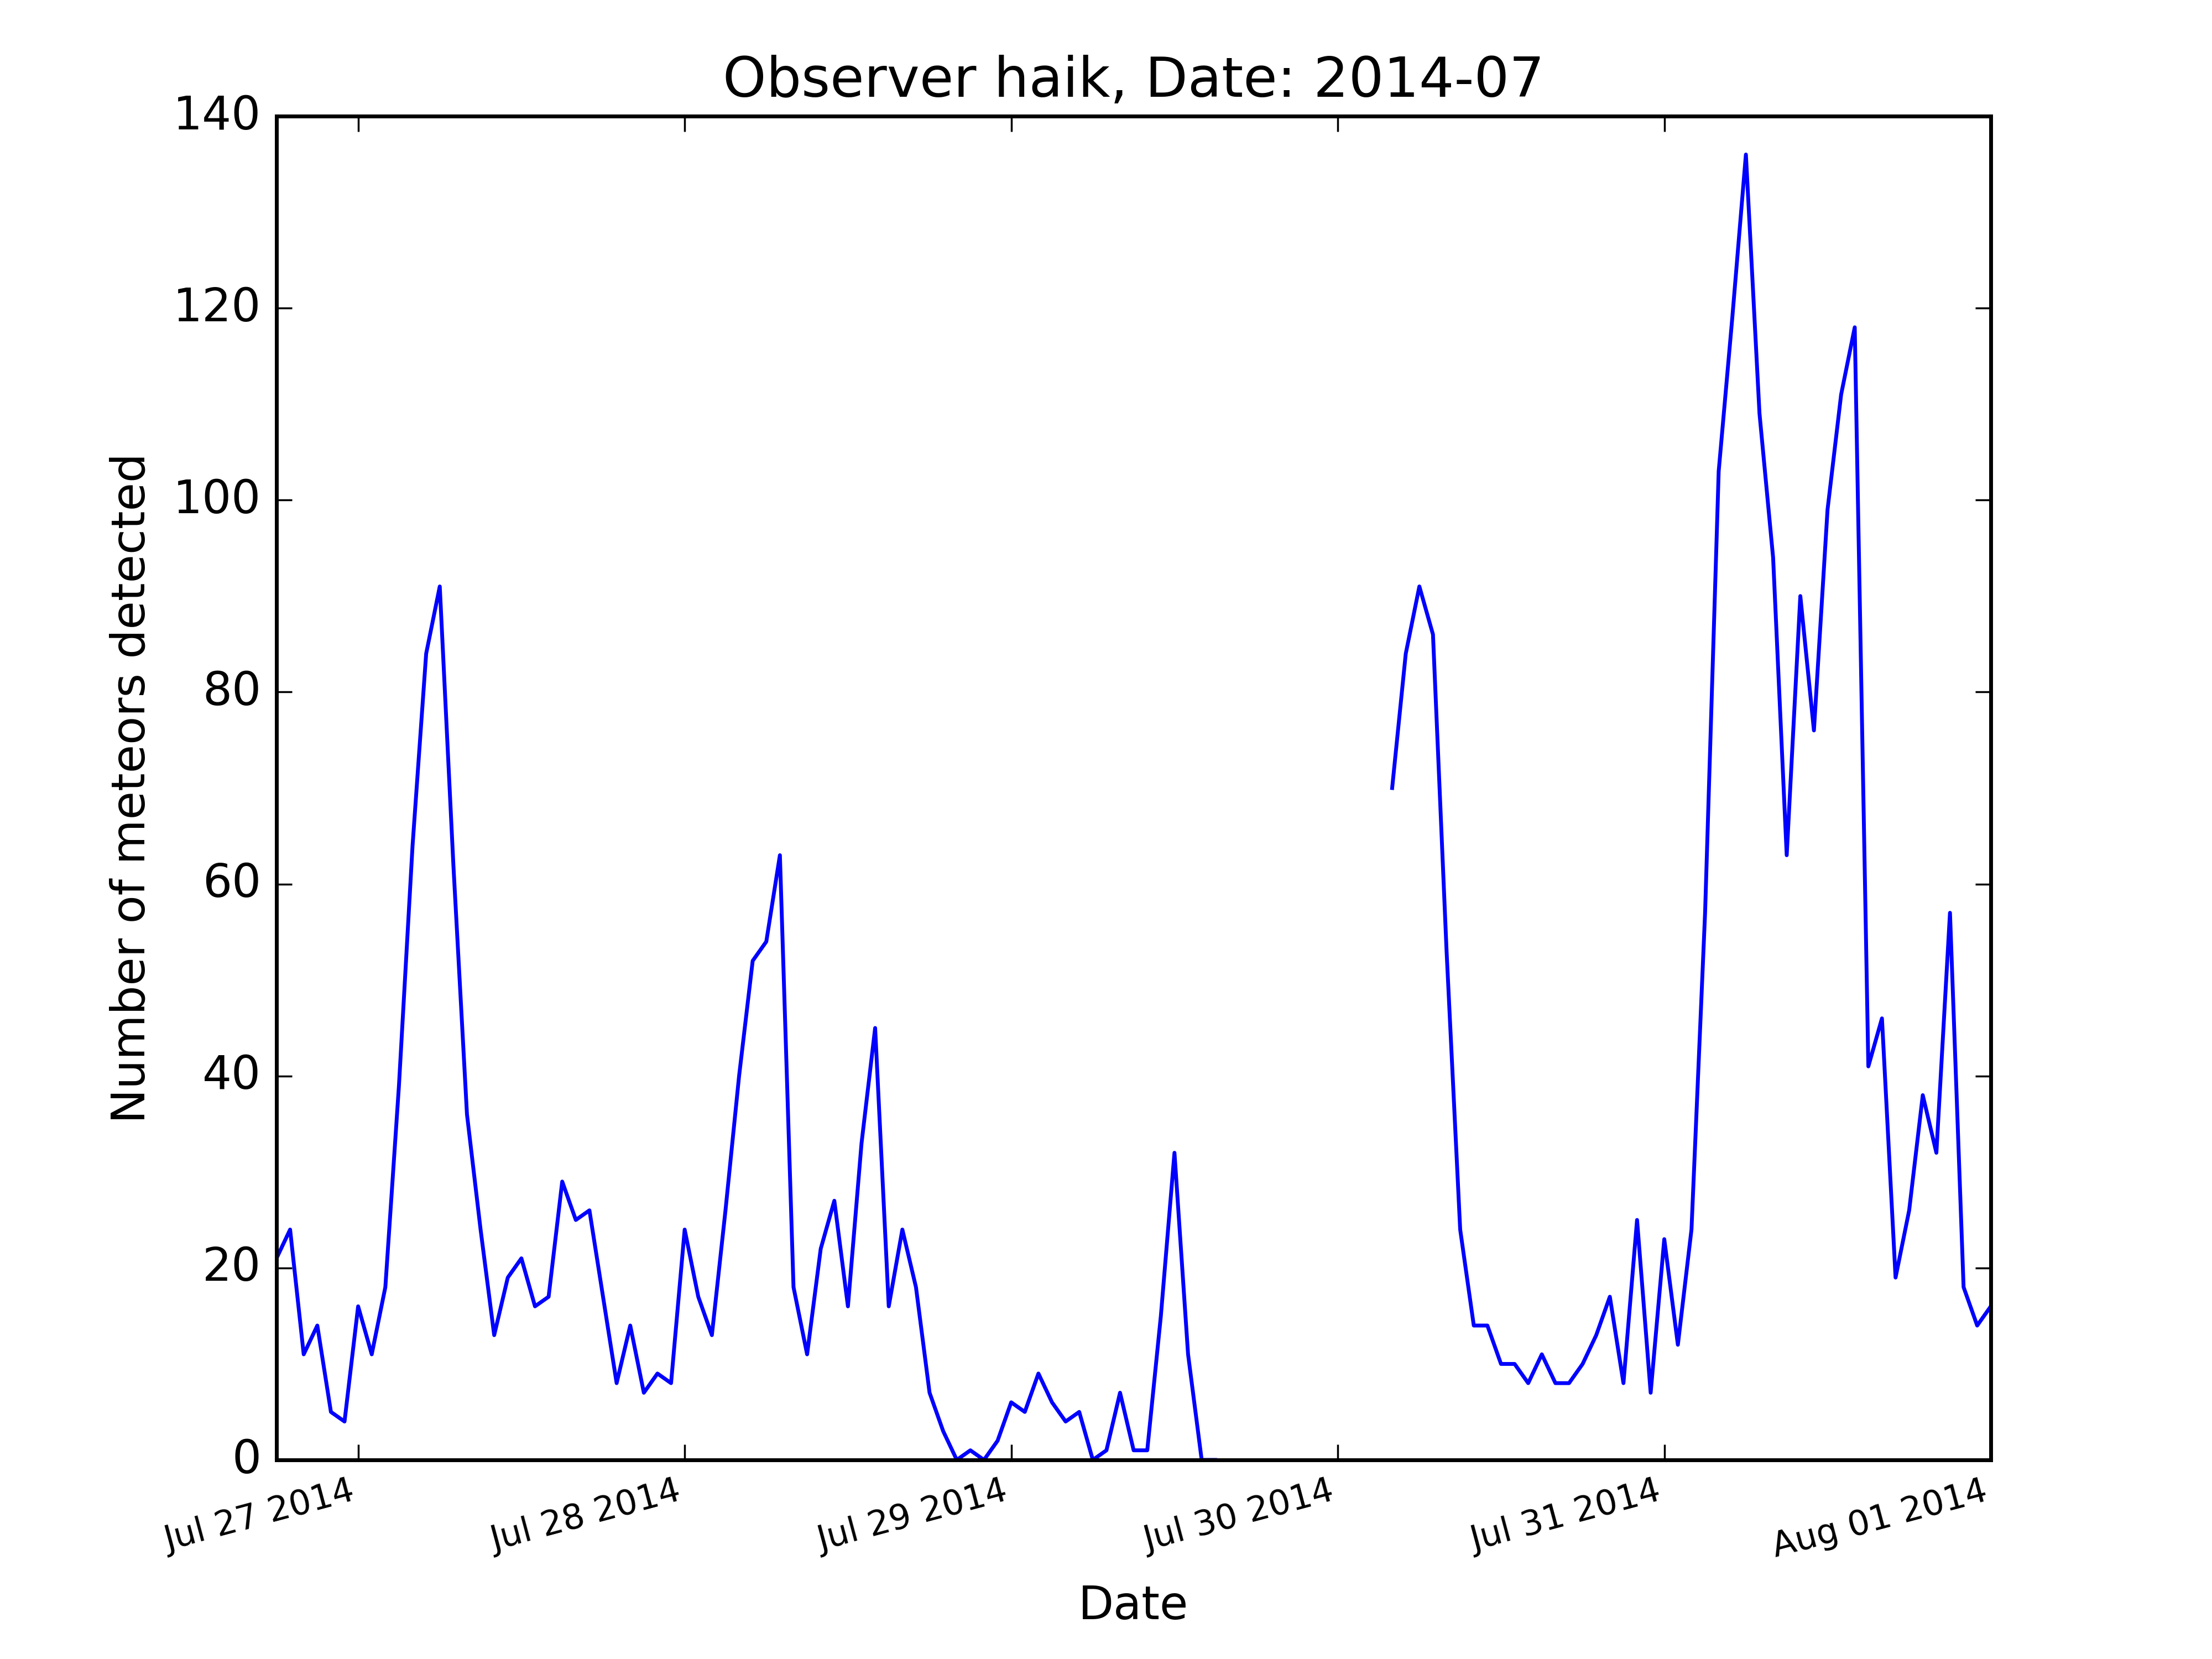 Observer haik, Date: 2014-07
140
120
100
80
60
40
20
0
Number of meteors detected
Jul 27 2014
Jul 28 2014
Jul 29 2014
Jul 30 2014
Jul 31 2014
Aug 01 2014
Date